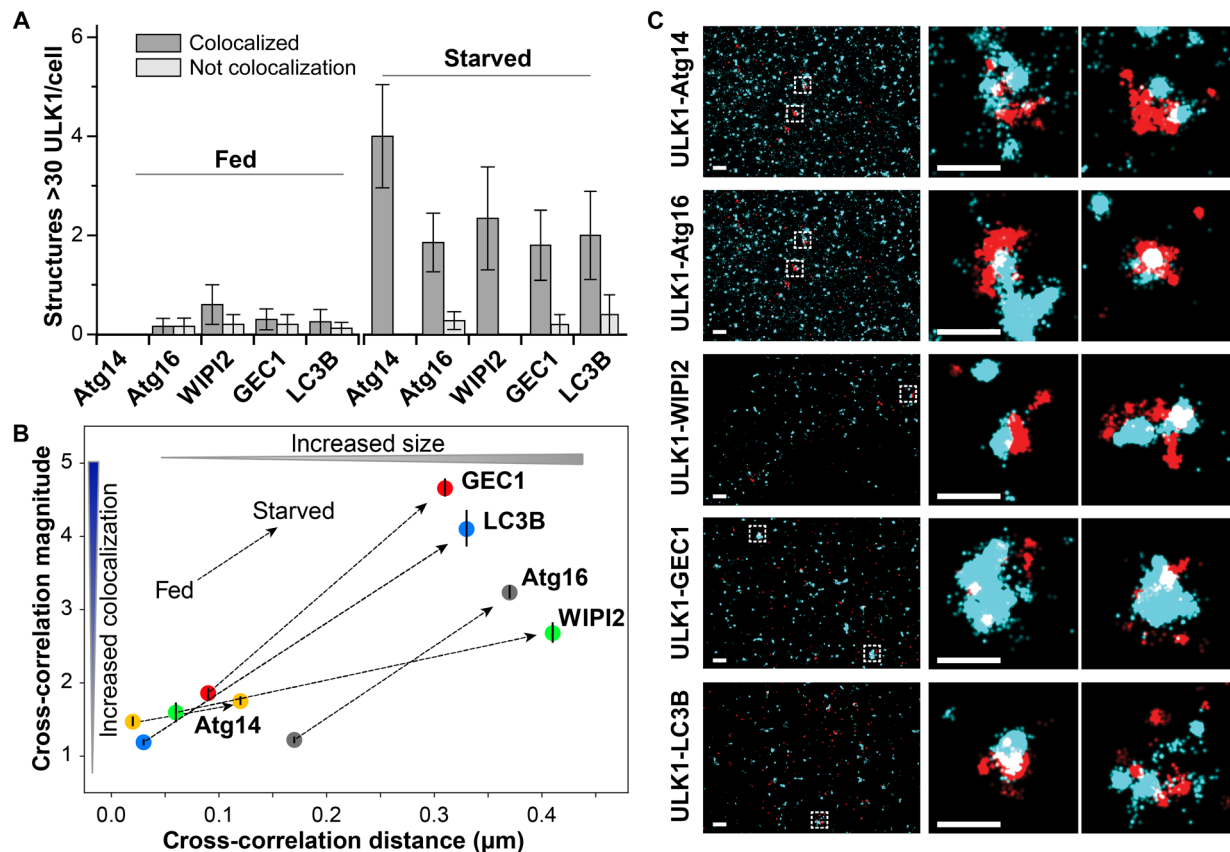 A
Structures >30 ULK1/cell
6
4
2
0
Colocalized
Not colocalization
Fed
Starved
Atg14
Atg16
WIPI2
GEC1
LC3B
Atg14
Atg16
WIPI2
GEC1
LC3B
B
Cross-correlation magnitude
5
4
3
2
1
Increased colocalization
Increased size
Fed
Starved
GEC1
LC3B
Atg16
WIPI2
Atg14
0.0 0.1 0.2 0.3 0.4
Cross-correlation distance (μm)
C
ULK1-Atg14
ULK1-Atg16
ULK1-WIPI2
ULK1-GEC1
ULK1-LC3B